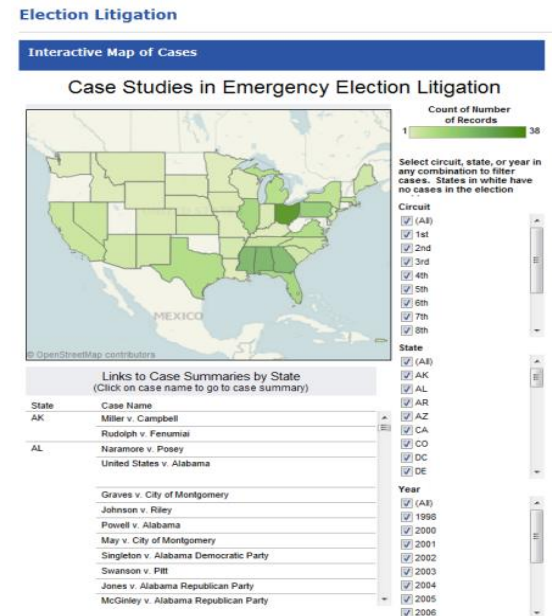 Election Litigation
Interactive Map of Cases
Case Studies in Emergency Election Litigation
Count of Number
of Records
1 38
Select circuit, state, or year in
any combination to filter
cases. States in white have
no cases in the election
MEXICO
© OpenStreetMap contributors
Circuit
(All)
1st
2nd
3rd
4th
5th
6th
7th
8th
Links to Case Summaries by State
(Click on case name to go to case summary)
State Case Name
AK Miller v. Campbell
Rudolph v. Fenumiai
AL Naramore v. Posey
United States v. Alabama
Graves v. City of Montgomery
Johnson v. Riley
Powell v. Alabama
May v. City of Montgomery
Singleton v. Alabama Democratic Party
Swanson v. Pitt
Jones v. Alabama Republican Party
McGinley v. Alabama Republican Party
State
(All)
AK
AL
AR
AZ
CA
CO
DC
DE
Year
(All)
1998
2000
2001
2002
2003
2004
2005
2006